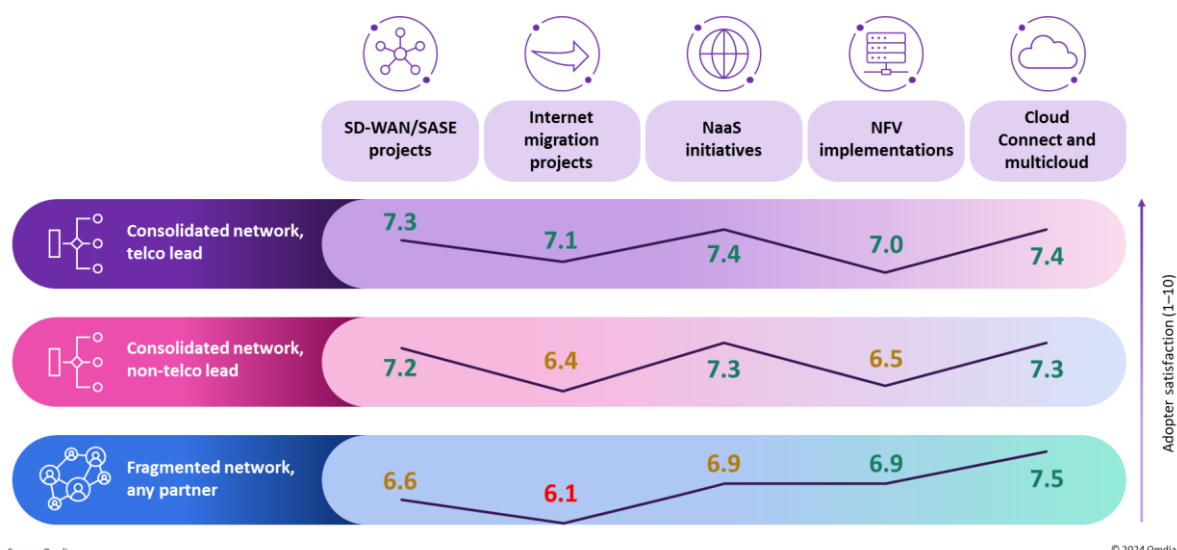 SD-WAN/SASE
projects
Internet
migration
projects
NaaS
initiatives
NFV
implementations
Cloud
Connect and
multicloud
Consolidated network,
telco lead
7.3
7.1
7.4
7.0
7.4
Consolidated network,
non-telco lead
7.2
6.4
7.3
6.5
7.3
Fragmented network,
any partner
6.6
6.1
6.9
6.9
7.5
Adopter satisfaction (1–10)
© 2024 Omdia